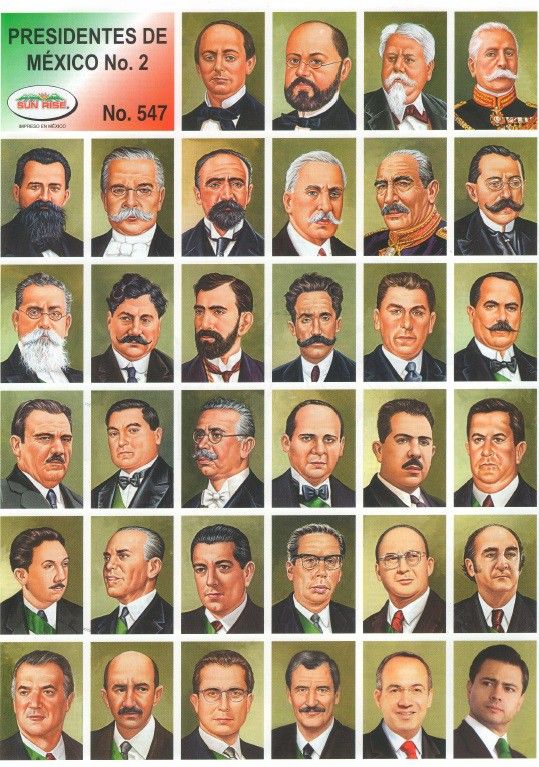 PRESIDENTES DE
MÉXICO No. 2
SUN RISE
IMPRESO EN MÉXICO
No. 547